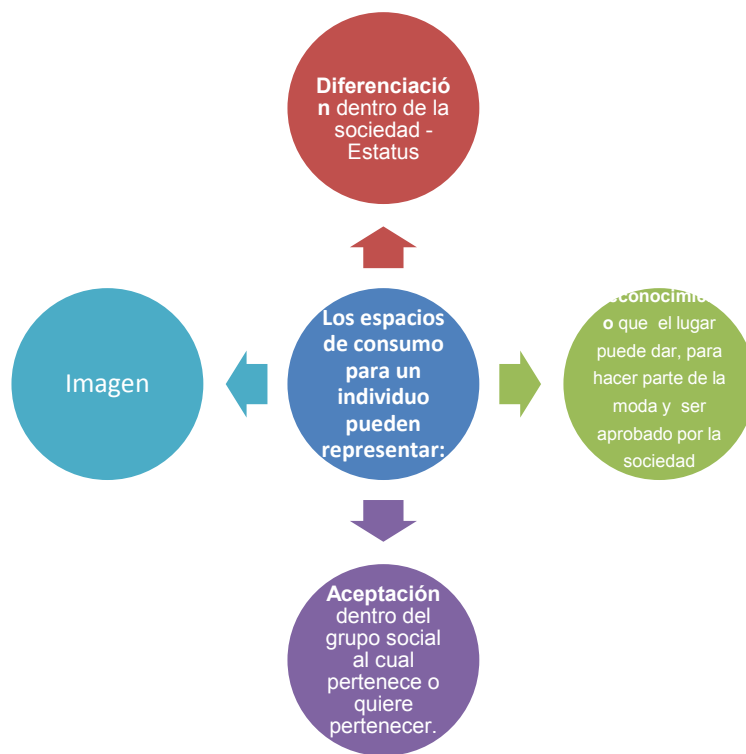 Diferenciació
n dentro de la
sociedad -
Estatus
Imagen
Los espacios
de consumo
para un
individuo
pueden
representar:
econocimie
o que el lugar
puede dar, para
hacer parte de la
moda y ser
aprobado por la
sociedad
Aceptación
dentro del
grupo social
al cual
pertenece o
quiere
pertenecer.